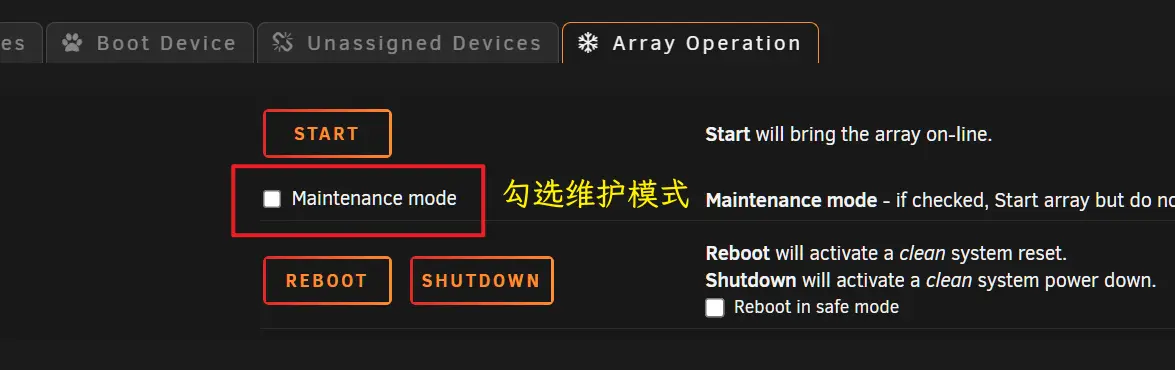 es Boot Device Unassigned Devices Array Operation
START Start will bring the array on-line.
Maintenance mode 勾选维护模式 Maintenance mode - if checked, Start array but do no
REBOOT SHUTDOWN Reboot will activate a clean system reset.
Shutdown will activate a clean system power down.
Reboot in safe mode